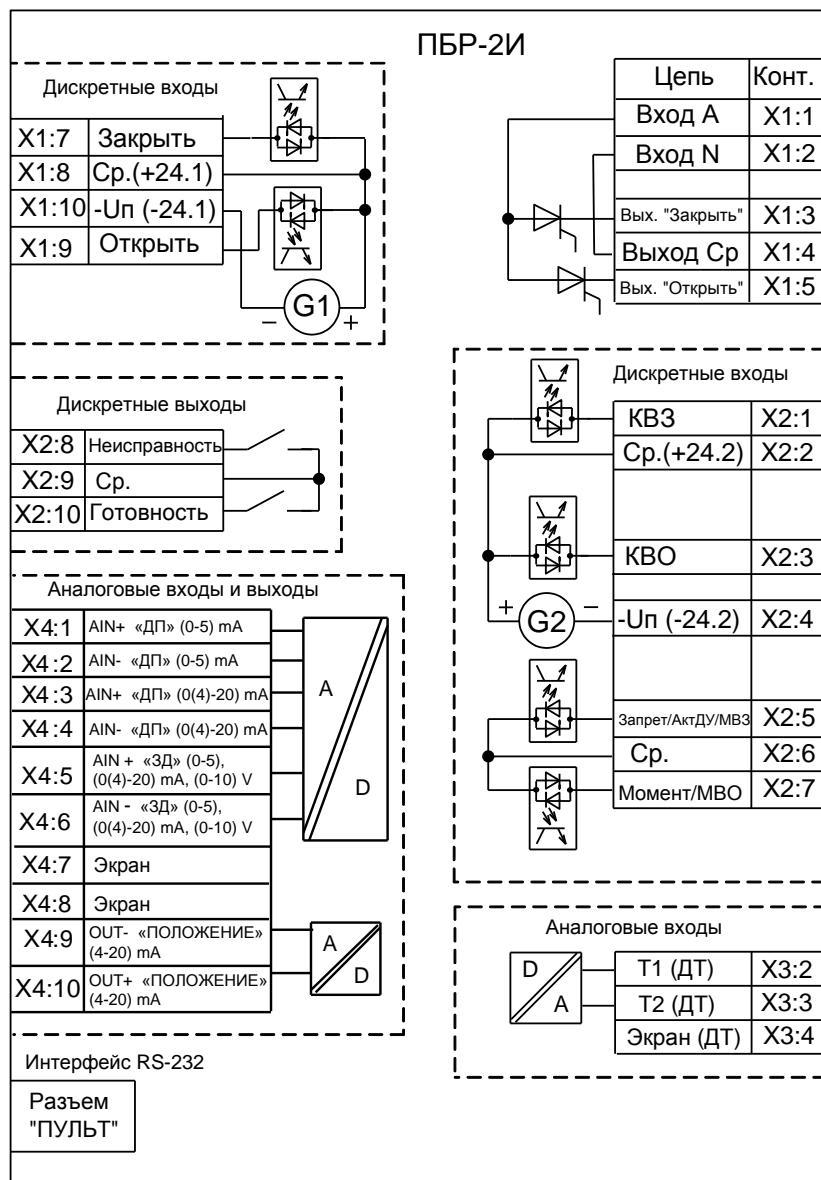 ПБР-2И
Дискретные входы
X1:7 Закрыть
X1:8 Ср.(+24.1)
X1:10 -Uп (-24.1)
X1:9 Открыть
G1
− +
Цепь Конт.
Вход А X1:1
Вход N X1:2
Вых. "Закрыть" X1:3
Выход Ср X1:4
Вых. "Открыть" X1:5
Дискретные выходы
X2:8 Неисправность
X2:9 Ср.
X2:10 Готовность
Дискретные входы
КВЗ X2:1
Ср.(+24.2) X2:2
КВО X2:3
+ G2 −
-Uп (-24.2) X2:4
Запрет/АктДУ/МВЗ X2:5
Ср. X2:6
Момент/МВО X2:7
Аналоговые входы и выходы
X4:1 AIN+ «ДП» (0-5) mA
X4:2 AIN- «ДП» (0-5) mA
X4:3 AIN+ «ДП» (0(4)-20) mA
X4:4 AIN- «ДП» (0(4)-20) mA
X4:5 AIN + «ЗД» (0-5),
(0(4)-20) mA, (0-10) V
X4:6 AIN - «ЗД» (0-5),
(0(4)-20) mA, (0-10) V
X4:7 Экран
X4:8 Экран
X4:9 OUT- «ПОЛОЖЕНИЕ»
(4-20) mA
X4:10 OUT+ «ПОЛОЖЕНИЕ»
(4-20) mA
A
D
A
D
Аналоговые входы
D
A
Т1 (ДТ) X3:2
Т2 (ДТ) X3:3
Экран (ДТ) X3:4
Интерфейс RS-232
Разъем
"ПУЛЬТ"